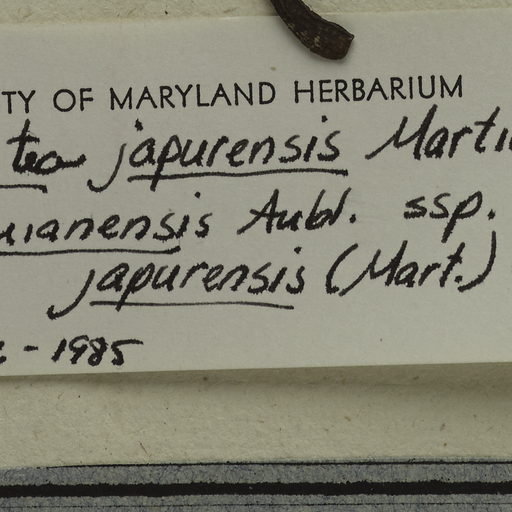 TY OF MARYLAND HERBARIUM
tea japurensis Marti
uianensis Aubl. ssp.
japurensis (Mart.)
- 1985